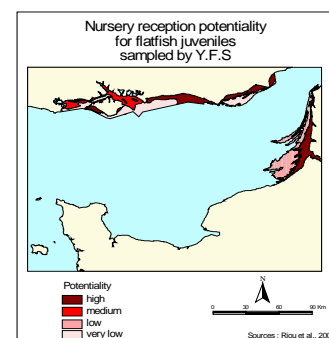 Nursery reception potentiality
for flatfish juveniles
sampled by Y.F.S
Potentiality
high
medium
low
very low
N
0 30 60 90 Km
Sources : Riou et al., 200